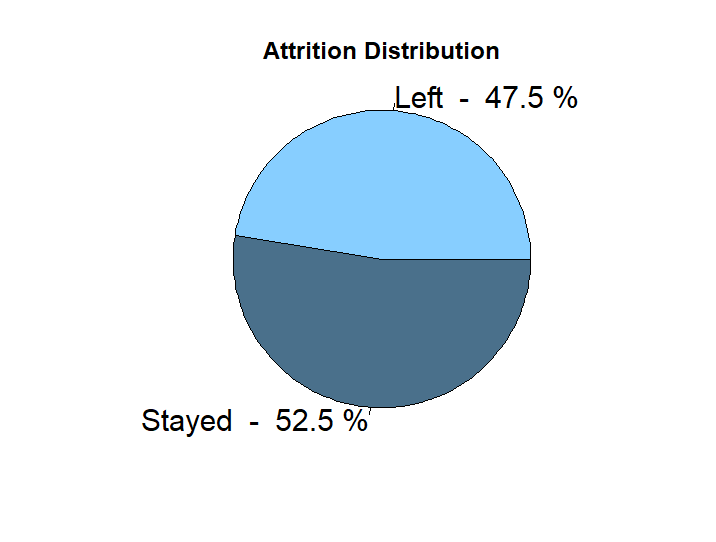 Attrition Distribution
Left - 47.5 %
Stayed - 52.5 %